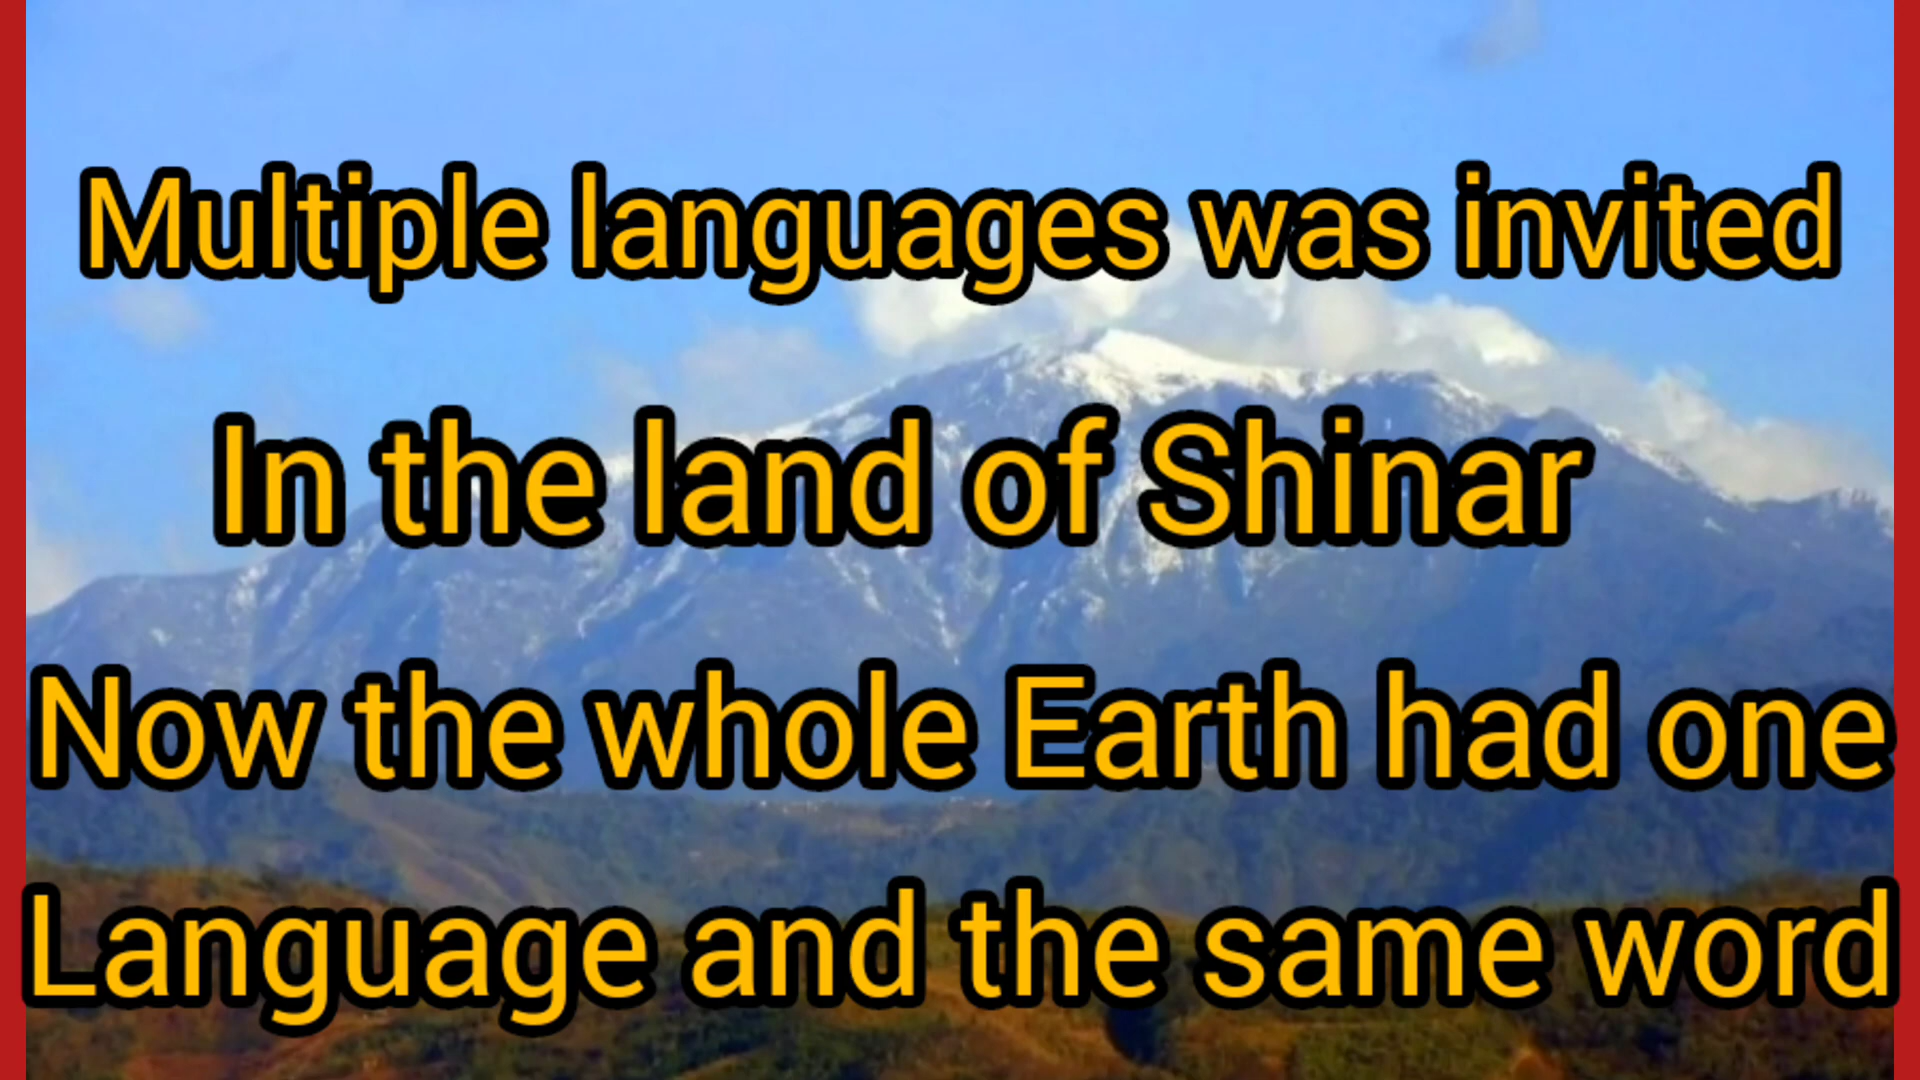 Multiple languages was invited
In the land of Shinar
Now the whole Earth had one
Language and the same word